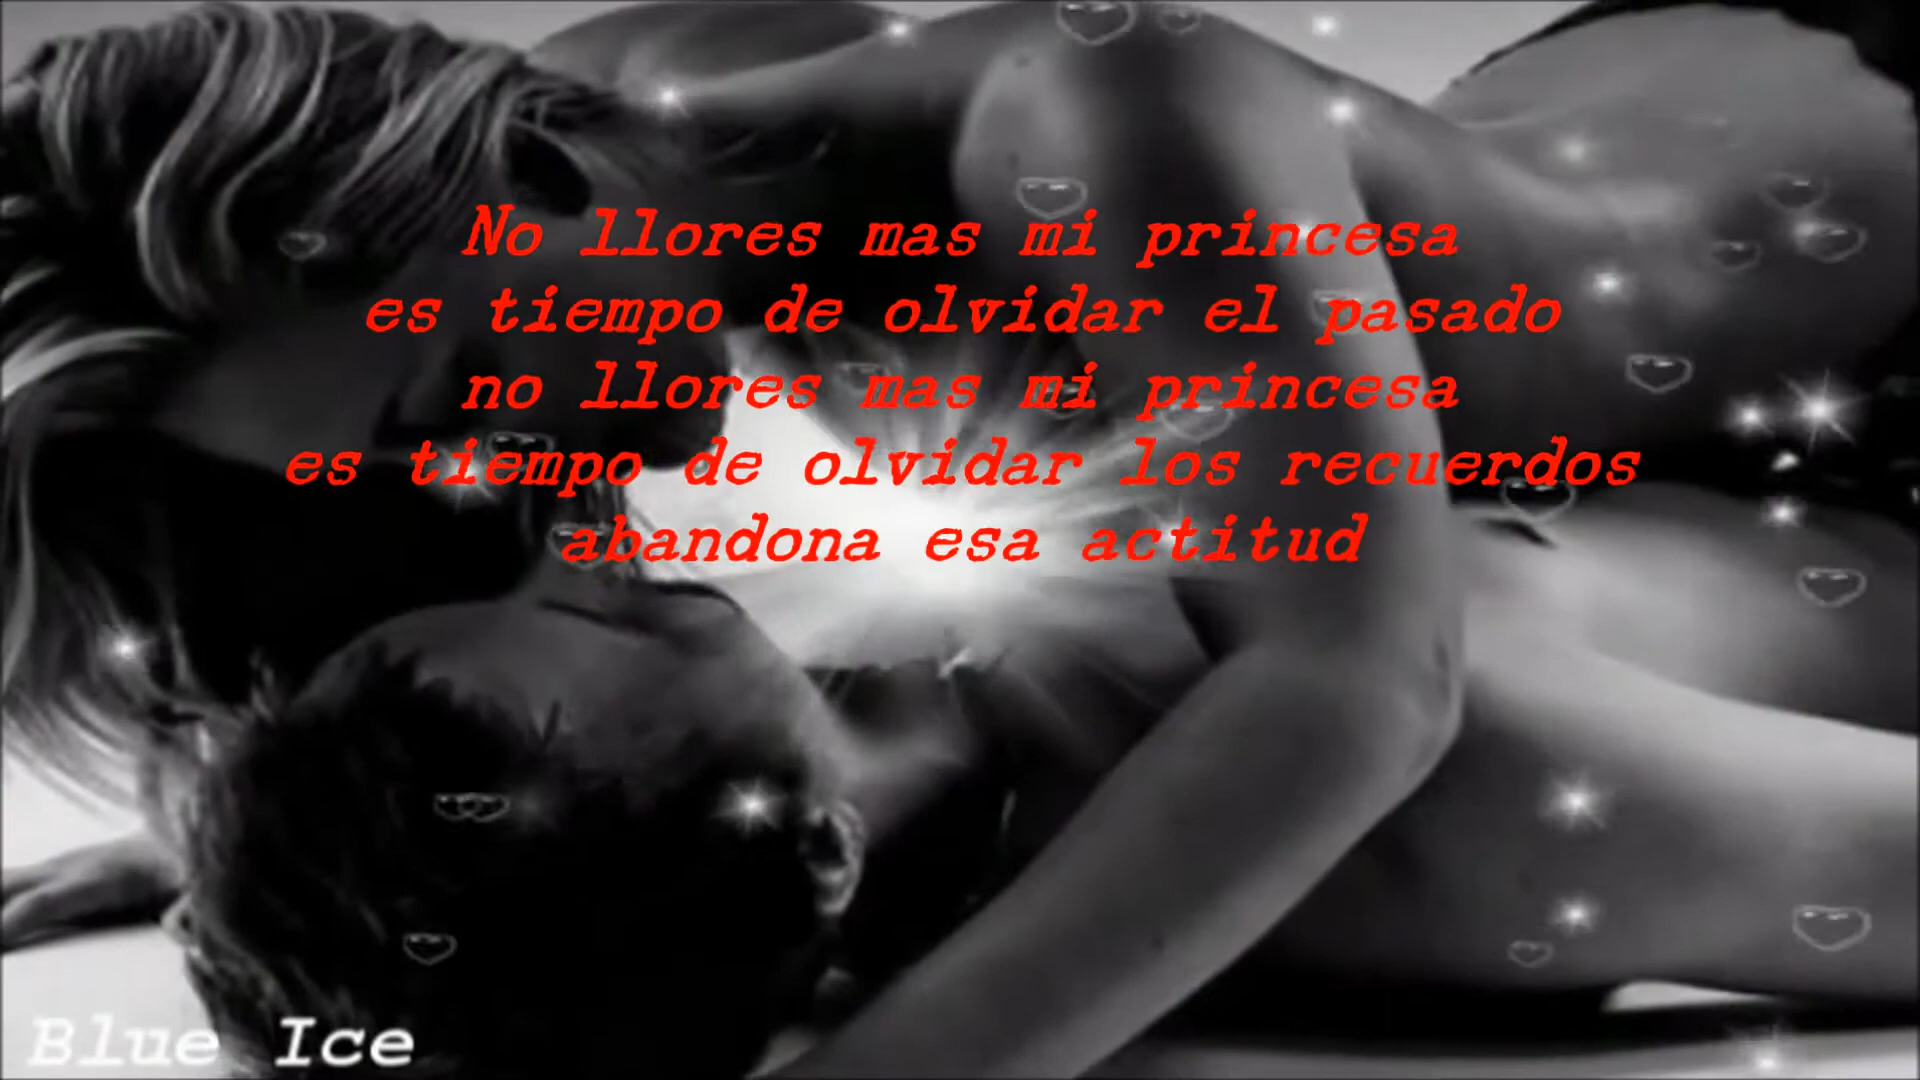 No llores mas mi princesa
es tiempo de olvidar el pasado
no llores mas mi princesa
es tiempo de olvidar los recuerdos
abandona esa actitud
Blue Ice